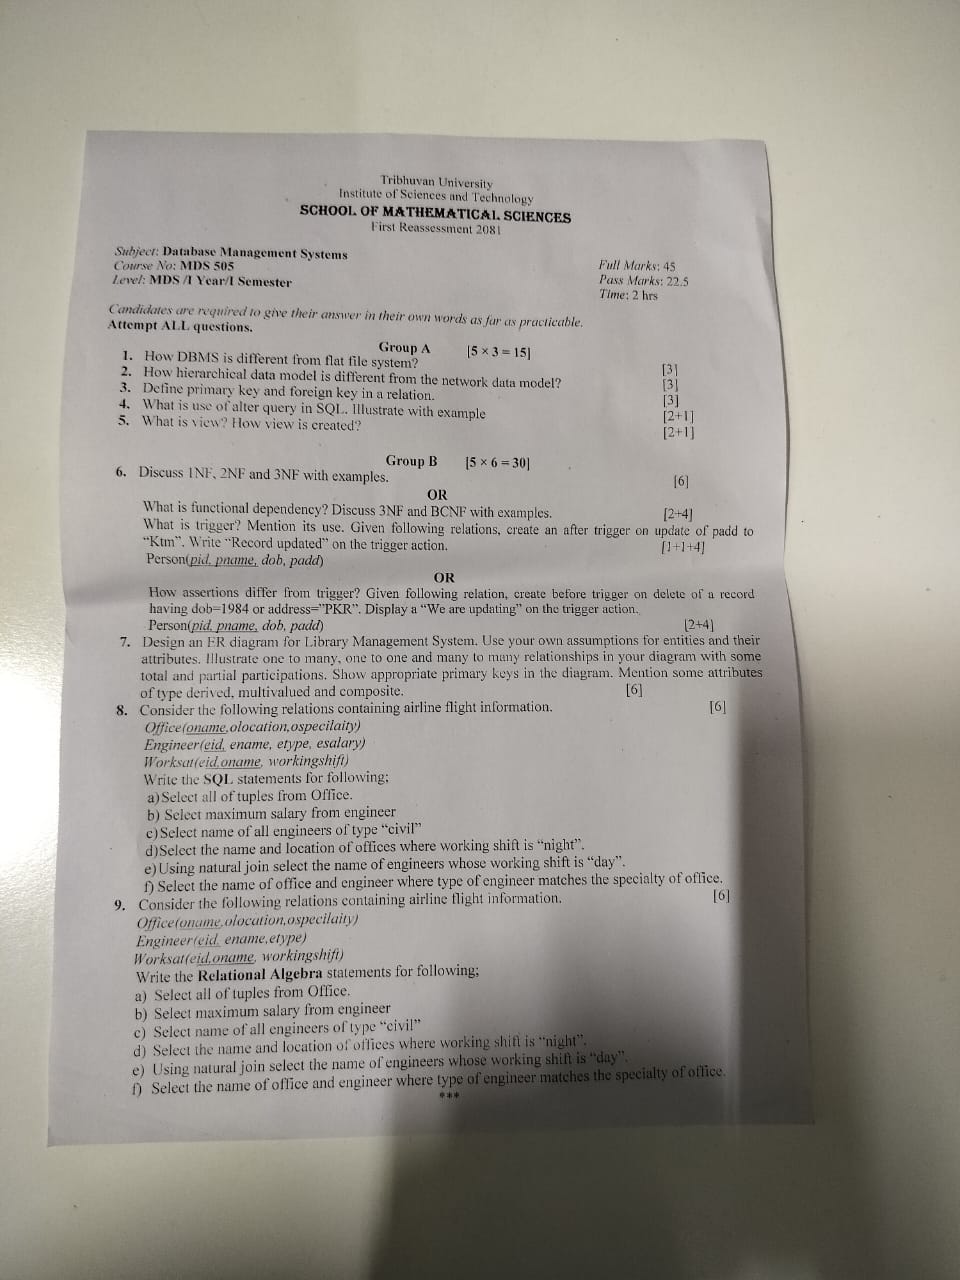 Tribhuvan University
Institute of Sciences and Technology
SCHOOL OF MATHEMATICAL SCIENCES
First Reassessment 2081
Subject: Database Management Systems
Course No: MDS 505
Level: MDS /I Year/I Semester
Full Marks: 45
Pass Marks: 22.5
Time: 2 hrs
Candidates are required to give their answer in their own words as far as practicable.
Attempt ALL questions.
Group A [5 × 3 = 15]
1. How DBMS is different from flat file system? [3]
2. How hierarchical data model is different from the network data model? [3]
3. Define primary key and foreign key in a relation. [3]
4. What is use of alter query in SQL. Illustrate with example [2+1]
5. What is view? How view is created? [2+1]
Group B [5 × 6 = 30]
6. Discuss 1NF, 2NF and 3NF with examples. [6]
OR
What is functional dependency? Discuss 3NF and BCNF with examples. [2+4]
What is trigger? Mention its use. Given following relations, create an after trigger on update of padd to
“Ktm”. Write “Record updated” on the trigger action. [1+1+4]
Person(pid, pname, dob, padd)
OR
How assertions differ from trigger? Given following relation, create before trigger on delete of a record
having dob=1984 or address=”PKR”. Display a “We are updating” on the trigger action.
Person(pid, pname, dob, padd) [2+4]
7. Design an ER diagram for Library Management System. Use your own assumptions for entities and their
attributes. Illustrate one to many, one to one and many to many relationships in your diagram with some
total and partial participations. Show appropriate primary keys in the diagram. Mention some attributes
of type derived, multivalued and composite. [6]
8. Consider the following relations containing airline flight information. [6]
Office(oname,olocation,ospecilaity)
Engineer(eid, ename, etype, esalary)
Worksat(eid,oname, workingshift)
Write the SQL statements for following;
a) Select all of tuples from Office.
b) Select maximum salary from engineer
c) Select name of all engineers of type “civil”
d) Select the name and location of offices where working shift is “night”.
e) Using natural join select the name of engineers whose working shift is “day”.
f) Select the name of office and engineer where type of engineer matches the specialty of office.
9. Consider the following relations containing airline flight information. [6]
Office(oname,olocation,ospecilaity)
Engineer(eid, ename,etype)
Worksat(eid,oname, workingshift)
Write the Relational Algebra statements for following;
a) Select all of tuples from Office.
b) Select maximum salary from engineer
c) Select name of all engineers of type “civil”
d) Select the name and location of offices where working shift is “night”.
e) Using natural join select the name of engineers whose working shift is “day”.
f) Select the name of office and engineer where type of engineer matches the specialty of office.
***